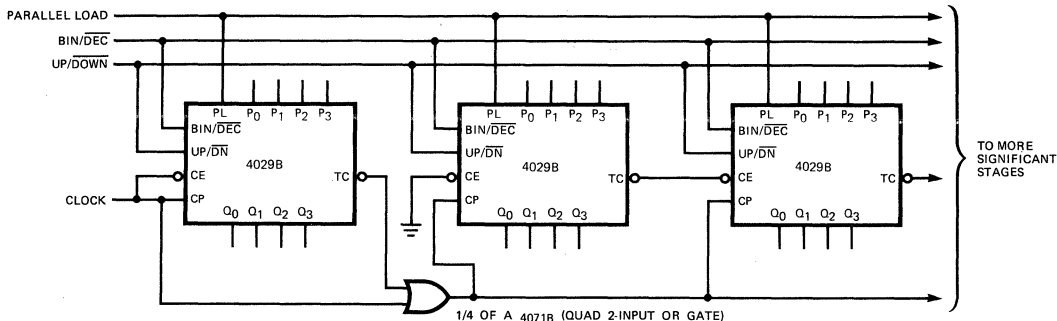 PARALLEL LOAD
BIN/DEC
UP/DOWN
PL P0 P1 P2 P3
BIN/DEC
UP/DN
4029B
CE
TC
CP
Q0 Q1 Q2 Q3
PL P0 P1 P2 P3
BIN/DEC
UP/DN
4029B
CE
TC
CP
Q0 Q1 Q2 Q3
PL P0 P1 P2 P3
BIN/DEC
UP/DN
4029B
CE
TC
CP
Q0 Q1 Q2 Q3
CLOCK
TO MORE
SIGNIFICANT
STAGES
1/4 OF A 4071B (QUAD 2-INPUT OR GATE)